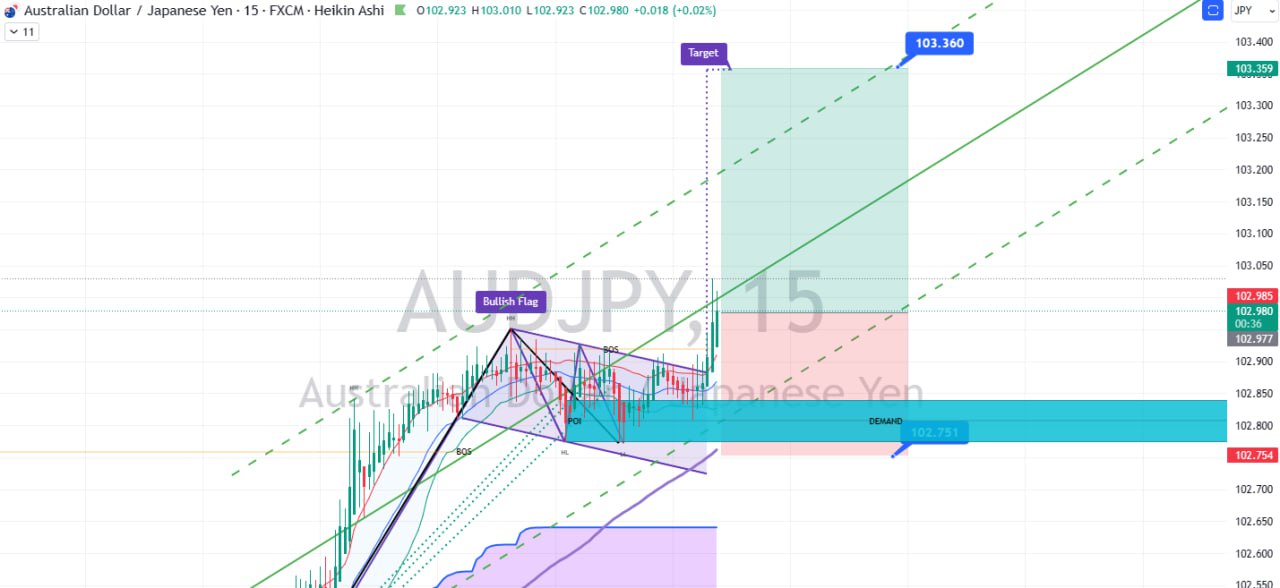 Australian Dollar / Japanese Yen · 15 · FXCM · Heikin Ashi O102.923 H103.010 L102.923 C102.980 +0.018 (+0.02%)
JPY
11
103.400
103.360
Target
103.359
103.300
103.250
103.200
103.150
103.100
103.050
AUDJPY, 15
Australian Dollar / Japanese Yen
102.985
102.980
00:36
102.977
Bullish Flag
HH
BOS
102.900
HH
102.850
POI
DEMAND
102.800
102.751
BOS
HL
102.754
102.700
102.650
102.600
102.550